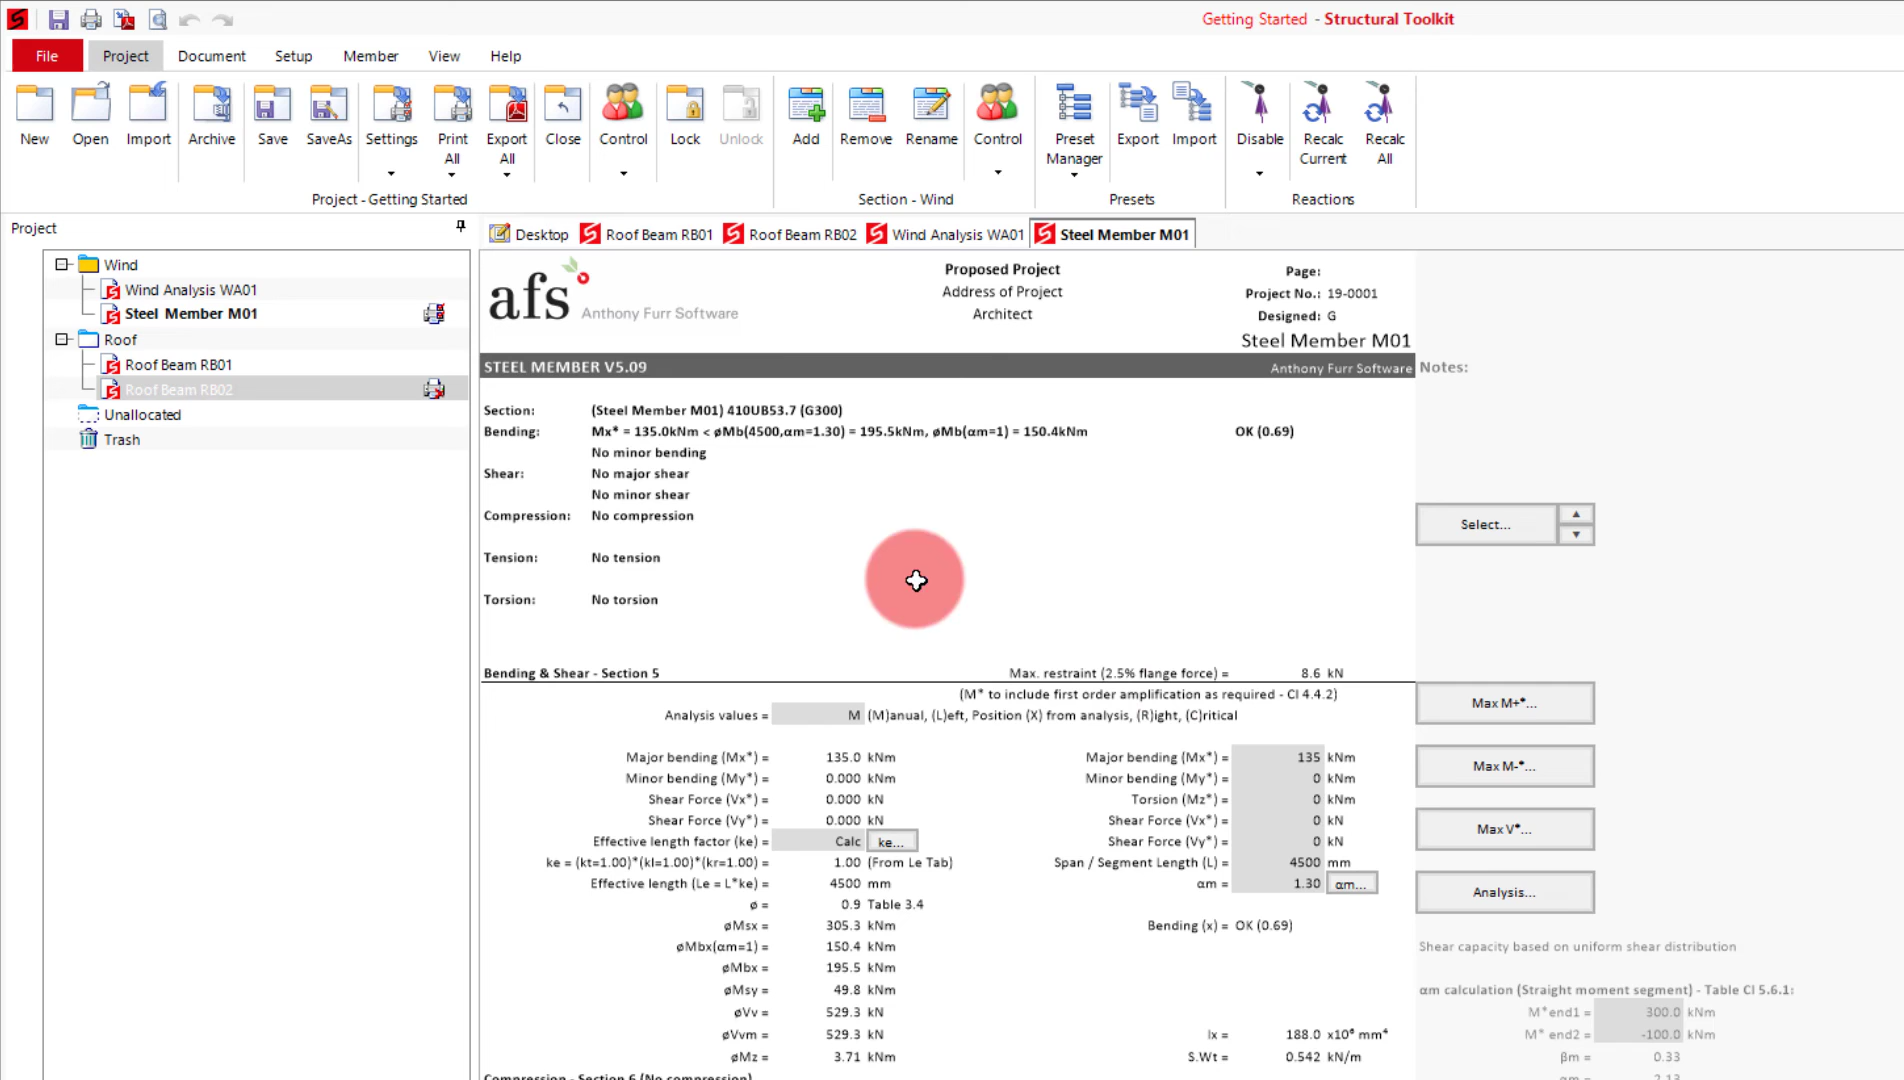 Getting Started - Structural Toolkit
File Project Document Setup Member View Help
New Open Import Archive Save SaveAs Settings Print All Export All Close Control Lock Unlock Add Remove Rename Control Preset Manager Export Import Disable Recalc Current Recalc All
Project - Getting Started Section - Wind Presets Reactions
Project
Wind
Wind Analysis WA01
Steel Member M01
Roof
Roof Beam RB01
Roof Beam RB02
Unallocated
Trash
Desktop Roof Beam RB01 Roof Beam RB02 Wind Analysis WA01 Steel Member M01
afs Anthony Furr Software
Proposed Project
Address of Project
Architect
Page:
Project No.: 19-0001
Designed: G
Steel Member M01
STEEL MEMBER V5.09 Anthony Furr Software Notes:
Section: (Steel Member M01) 410UB53.7 (G300)
Bending: Mx* = 135.0kNm < øMb(4500,αm=1.30) = 195.5kNm, øMb(αm=1) = 150.4kNm OK (0.69)
No minor bending
Shear: No major shear
No minor shear
Compression: No compression
Select...
Tension: No tension
Torsion: No torsion
Bending & Shear - Section 5 Max. restraint (2.5% flange force) = 8.6 kN
(M* to include first order amplification as required - Cl 4.4.2)
Max M+*...
Analysis values = M (M)anual, (L)eft, Position (X) from analysis, (R)ight, (C)ritical
Major bending (Mx*) = 135.0 kNm Major bending (Mx*) = 135 kNm
Max M-*...
Minor bending (My*) = 0.000 kNm Minor bending (My*) = 0 kNm
Shear Force (Vx*) = 0.000 kN Torsion (Mz*) = 0 kNm
Shear Force (Vy*) = 0.000 kN Shear Force (Vx*) = 0 kN
Max V*...
Effective length factor (ke) = Calc ke... Shear Force (Vy*) = 0 kN
ke = (kt=1.00)*(kl=1.00)*(kr=1.00) = 1.00 (From Le Tab) Span / Segment Length (L) = 4500 mm
Effective length (Le = L*ke) = 4500 mm αm = 1.30 αm...
Analysis...
ø = 0.9 Table 3.4
øMsx = 305.3 kNm Bending (x) = OK (0.69)
øMbx(αm=1) = 150.4 kNm Shear capacity based on uniform shear distribution
øMbx = 195.5 kNm
øMsy = 49.8 kNm αm calculation (Straight moment segment) - Table Cl 5.6.1:
øVv = 529.3 kN M*end1 = 300.0 kNm
øVvm = 529.3 kN Ix = 188.0 x10⁶ mm⁴ M* end2 = -100.0 kNm
øMz = 3.71 kNm S.Wt = 0.542 kN/m βm = 0.33
Compression - Section 6 (No compression) αm = 2.13